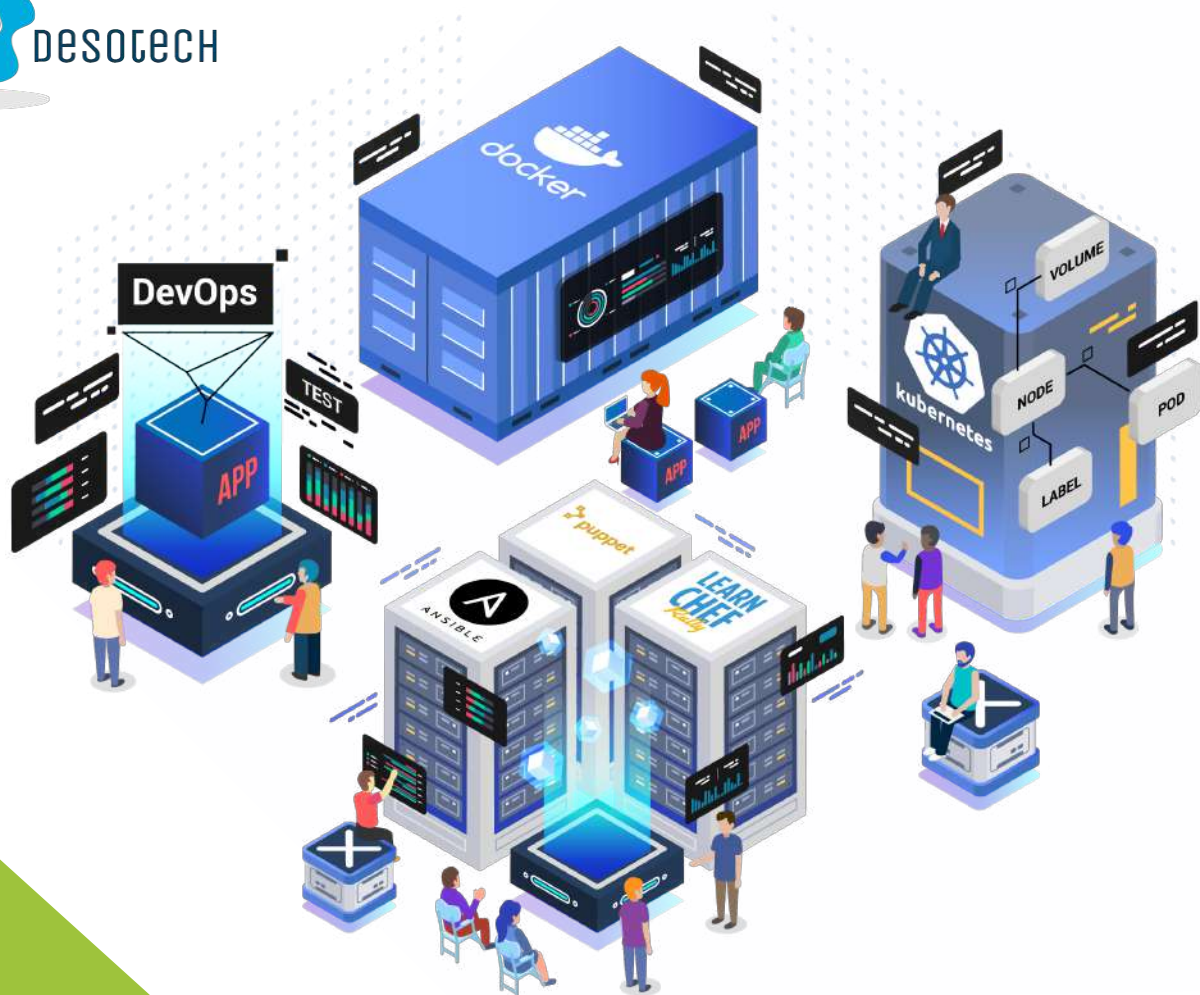 DESOTECH
docker
DevOps
TEST
APP
VOLUME
kubernetes
NODE
POD
LABEL
APP
APP
puppet
ANSIBLE
LEARN
CHEF
Rally